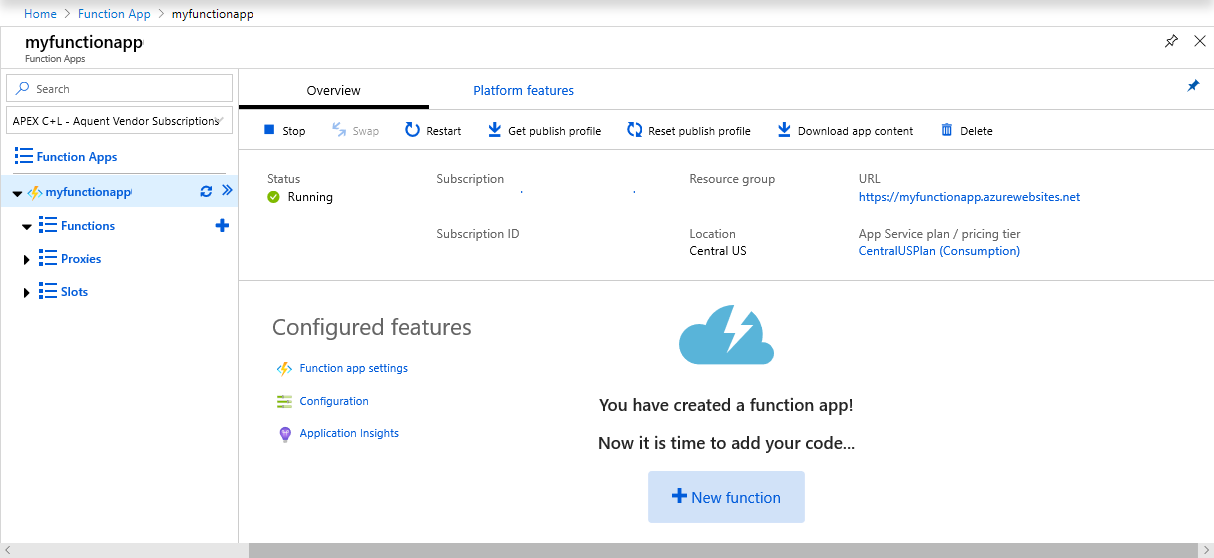 Home > Function App > myfunctionapp
myfunctionapp
Function Apps
Search
APEX C+L - Aquent Vendor Subscriptions
Function Apps
myfunctionapp
Functions
Proxies
Slots
Overview
Platform features
Stop
Swap
Restart
Get publish profile
Reset publish profile
Download app content
Delete
Status
Running
Subscription
Resource group
URL
https://myfunctionapp.azurewebsites.net
Subscription ID
Location
Central US
App Service plan / pricing tier
CentralUSPlan (Consumption)
Configured features
Function app settings
Configuration
Application Insights
You have created a function app!
Now it is time to add your code...
New function